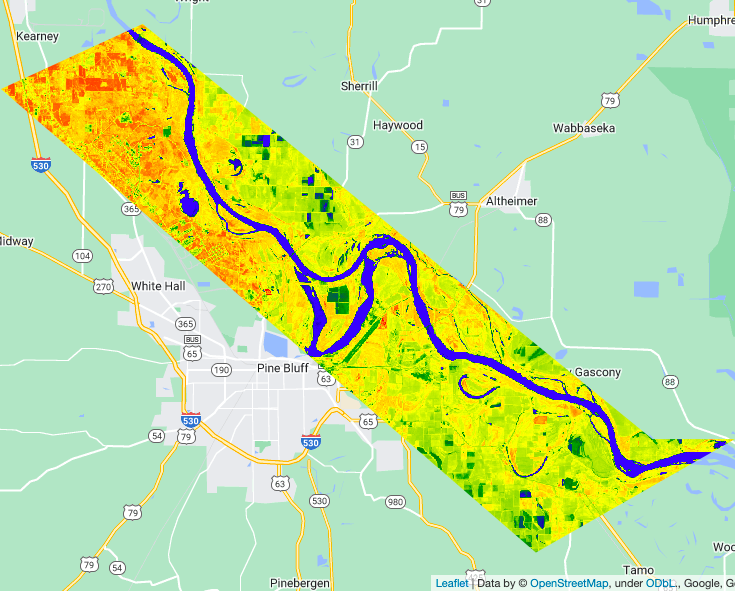 Wright
31
Kearney
Humphre
Sherrill
79
Haywood
Wabbaseka
31
15
530
BUS
79
Altheimer
365
88
Midway
104
270
White Hall
365
BUS
65
190
Pine Bluff
63
Gascony
88
530
65
54
79
530
63
530
980
79
79
54
Tamo
Woo
Pinebergen
Leaflet | Data by © OpenStreetMap, under ODbL., Google, G